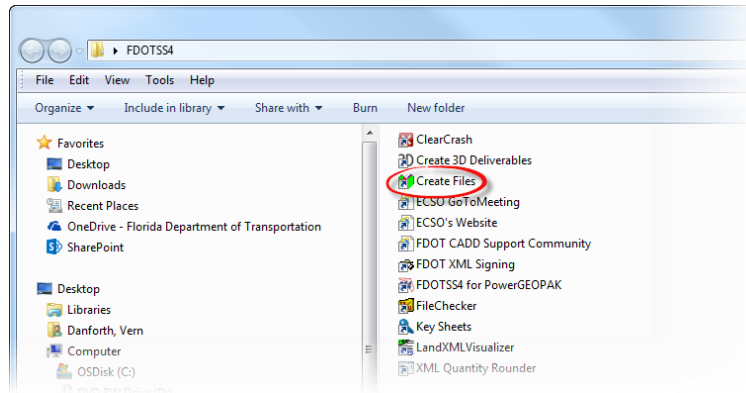 FDOTSS4
File Edit View Tools Help
Organize Include in library Share with Burn New folder
Favorites
Desktop
Downloads
Recent Places
OneDrive - Florida Department of Transportation
SharePoint
Desktop
Libraries
Danforth, Vern
Computer
OSDisk (C:)
ClearCrash
Create 3D Deliverables
Create Files
ECSO GoToMeeting
ECSO's Website
FDOT CADD Support Community
FDOT XML Signing
FDOTSS4 for PowerGEOPAK
FileChecker
Key Sheets
LandXMLVisualizer
XML Quantity Rounder